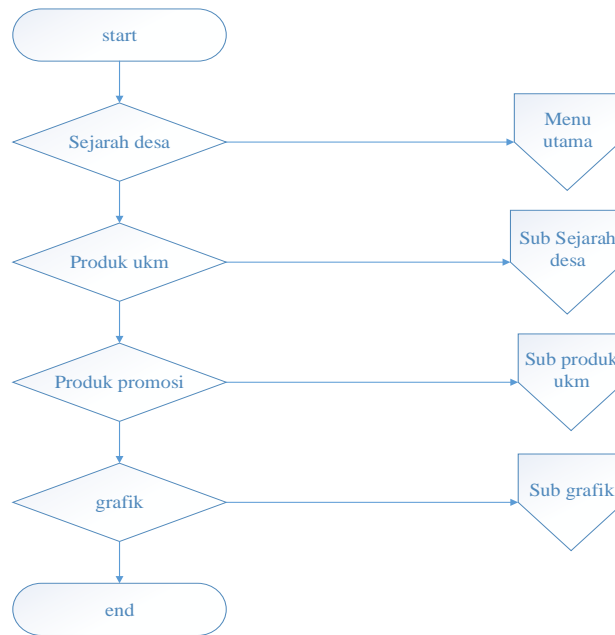 start
Sejarah desa
Menu
utama
Produk ukm
Sub Sejarah
desa
Produk promosi
Sub produk
ukm
grafik
Sub grafik
end